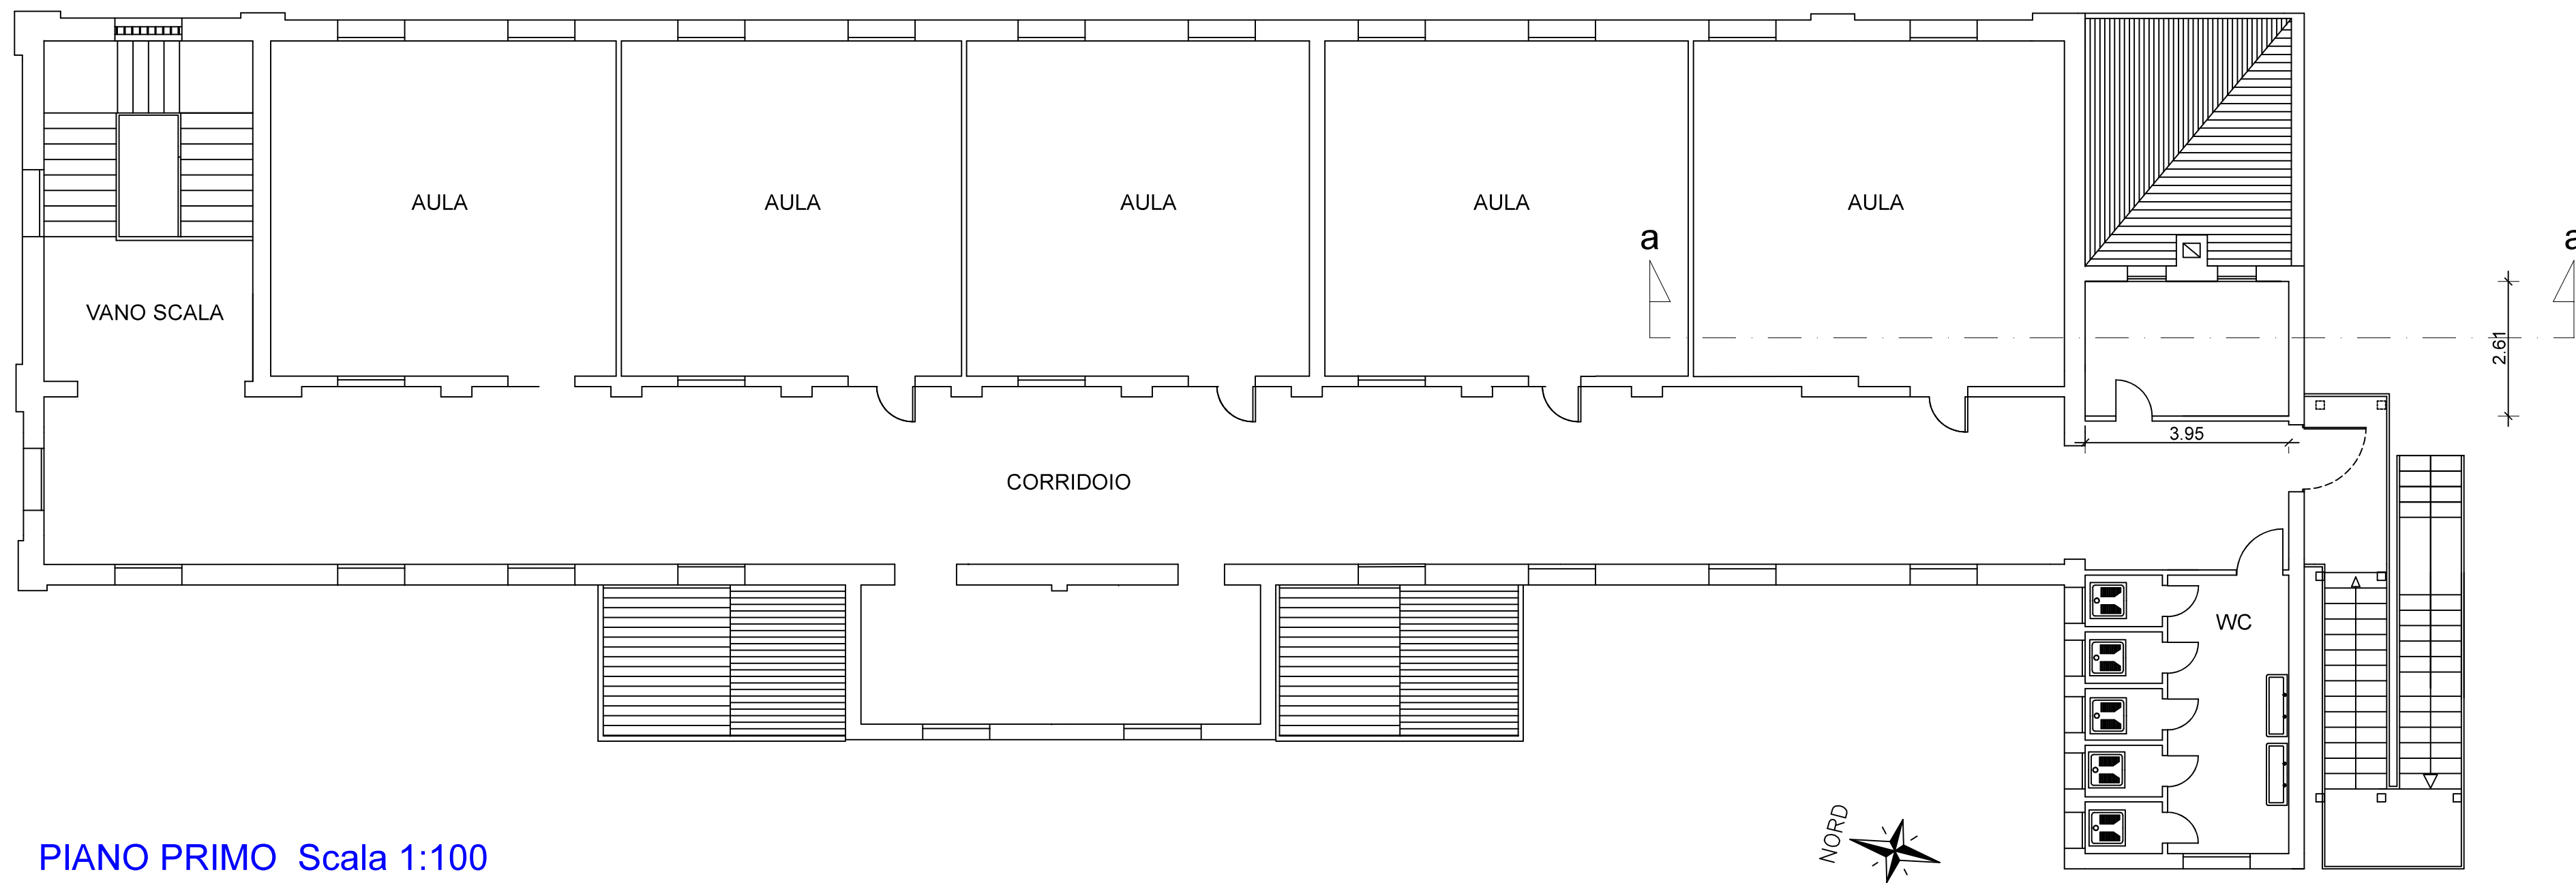 AULA
AULA
AULA
AULA
AULA
a
a
VANO SCALA
2.61
3.95
CORRIDOIO
WC
NORD
PIANO PRIMO Scala 1:100